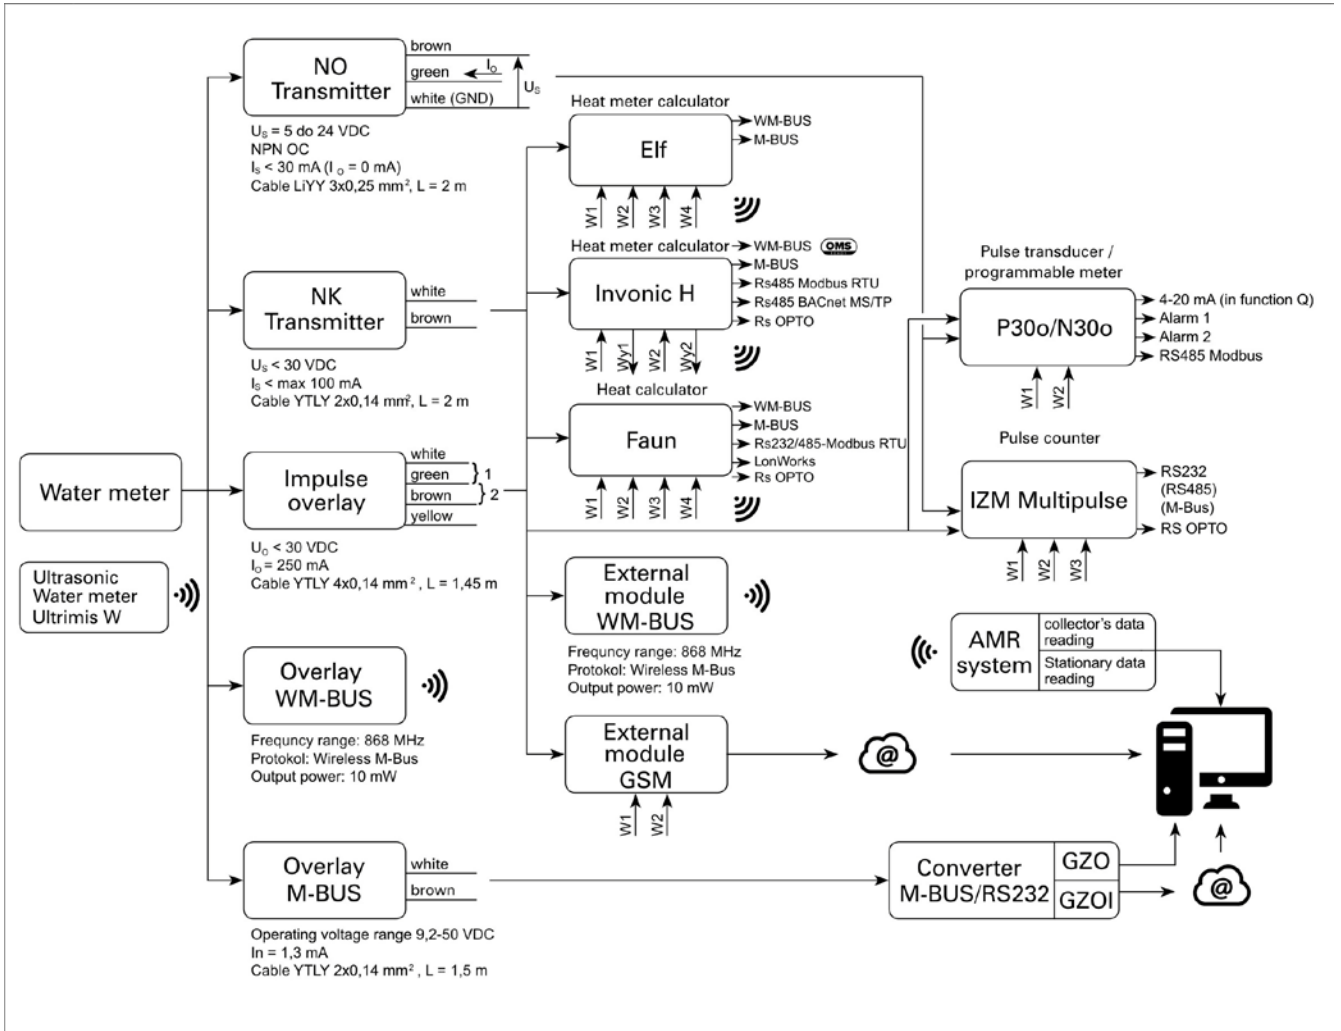 NO
Transmitter
brown
green
I₀
white (GND)
Uₛ
Uₛ = 5 do 24 VDC
NPN OC
Iₛ < 30 mA (I ₀ = 0 mA)
Cable LiYY 3x0,25 mm², L = 2 m
NK
Transmitter
white
brown
Uₛ < 30 VDC
Iₛ < max 100 mA
Cable YTLY 2x0,14 mm², L = 2 m
Water meter
Impulse
overlay
white
green
brown
yellow
1
2
U₀ < 30 VDC
I₀ = 250 mA
Cable YTLY 4x0,14 mm² , L = 1,45 m
Ultrasonic
Water meter
Ultrimis W
Overlay
WM-BUS
Frequncy range: 868 MHz
Protokol: Wireless M-Bus
Output power: 10 mW
Overlay
M-BUS
white
brown
Operating voltage range 9,2-50 VDC
In = 1,3 mA
Cable YTLY 2x0,14 mm² , L = 1,5 m
Heat meter calculator
Elf
WM-BUS
M-BUS
W1
W2
W3
W4
Heat meter calculator
Invonic H
WM-BUS
OMS
M-BUS
Rs485 Modbus RTU
Rs485 BACnet MS/TP
Rs OPTO
W1
Wy1
W2
Wy2
Heat calculator
Faun
WM-BUS
M-BUS
Rs232/485-Modbus RTU
LonWorks
Rs OPTO
W1
W2
W3
W4
External
module
WM-BUS
Frequncy range: 868 MHz
Protokol: Wireless M-Bus
Output power: 10 mW
External
module
GSM
W1
W2
@
Pulse transducer /
programmable meter
P30o/N30o
4-20 mA (in function Q)
Alarm 1
Alarm 2
RS485 Modbus
W1
W2
Pulse counter
IZM Multipulse
RS232
(RS485)
(M-Bus)
RS OPTO
W1
W2
W3
AMR
system
collector's data
reading
Stationary data
reading
Converter
M-BUS/RS232
GZO
GZOI
@